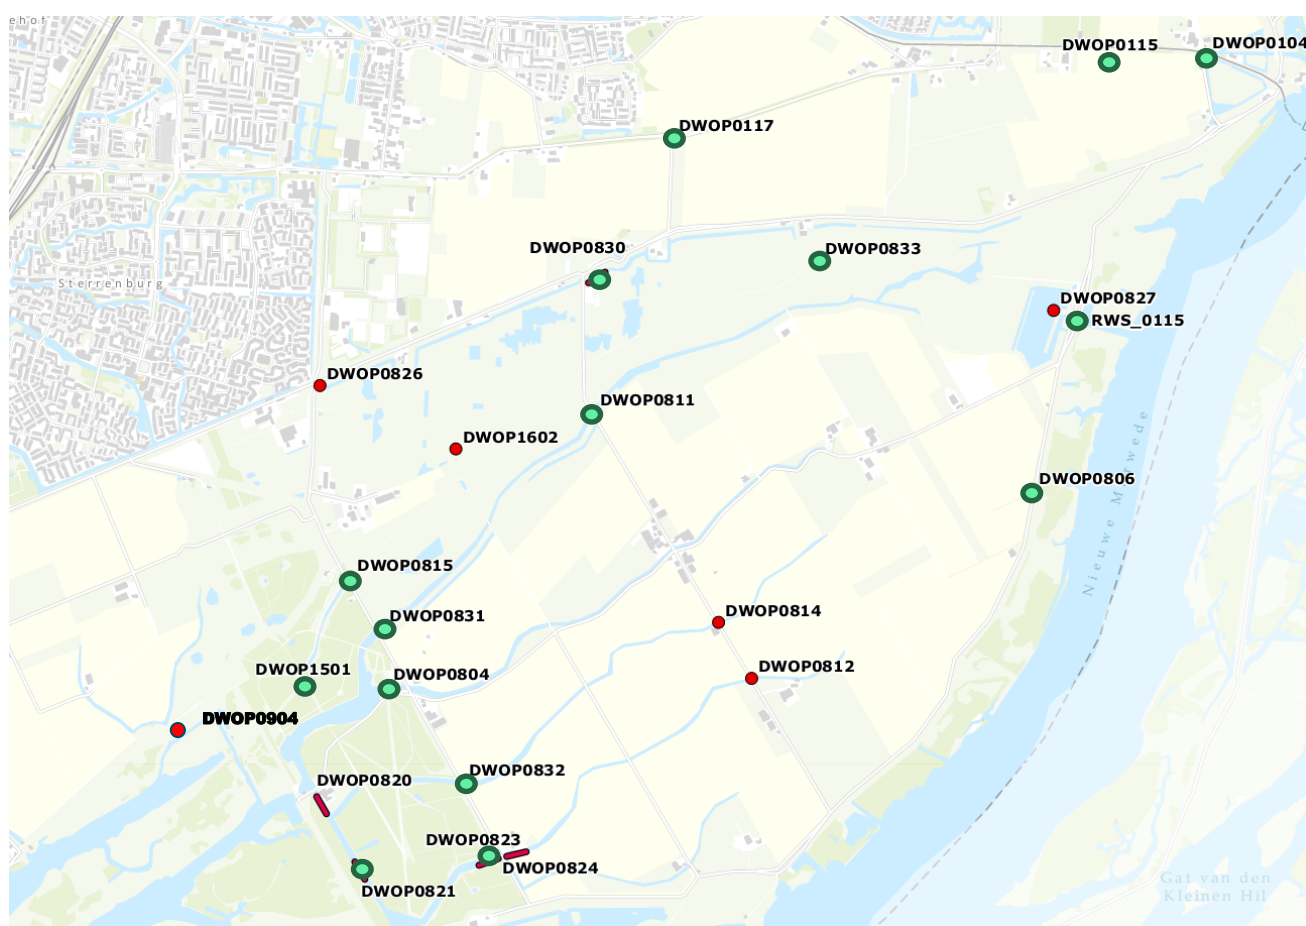 ehof
DWOP0115
DWOP0104
DWOP0117
DWOP0830
DWOP0833
Sterrenburg
DWOP0827
RWS_0115
DWOP0826
DWOP0811
DWOP1602
DWOP0806
Nieuwe Merwede
DWOP0815
DWOP0831
DWOP0814
DWOP1501
DWOP0804
DWOP0812
DWOP0904
DWOP0832
DWOP0820
DWOP0823
DWOP0824
DWOP0821
Gat van den
Kleinen Hil